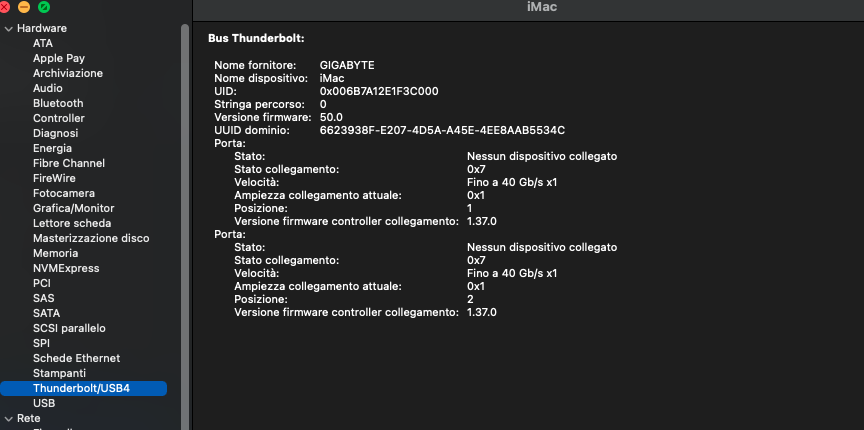 iMac
Hardware
ATA
Apple Pay
Archiviazione
Audio
Bluetooth
Controller
Diagnosi
Energia
Fibre Channel
FireWire
Fotocamera
Grafica/Monitor
Lettore scheda
Masterizzazione disco
Memoria
NVMExpress
PCI
SAS
SATA
SCSI parallelo
SPI
Schede Ethernet
Stampanti
Thunderbolt/USB4
USB
Rete
Bus Thunderbolt:
Nome fornitore: GIGABYTE
Nome dispositivo: iMac
UID: 0x006B7A12E1F3C000
Stringa percorso: 0
Versione firmware: 50.0
UUID dominio: 6623938F-E207-4D5A-A45E-4EE8AAB5534C
Porta:
Stato: Nessun dispositivo collegato
Stato collegamento: 0x7
Velocità: Fino a 40 Gb/s x1
Ampiezza collegamento attuale: 0x1
Posizione: 1
Versione firmware controller collegamento: 1.37.0
Porta:
Stato: Nessun dispositivo collegato
Stato collegamento: 0x7
Velocità: Fino a 40 Gb/s x1
Ampiezza collegamento attuale: 0x1
Posizione: 2
Versione firmware controller collegamento: 1.37.0